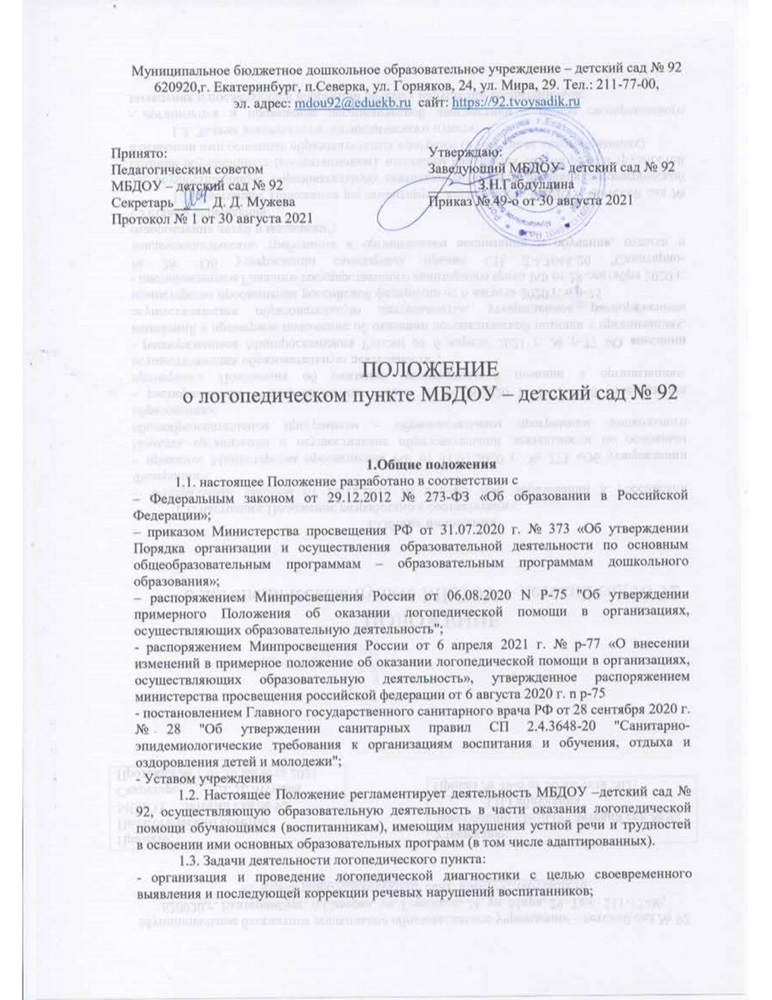 Муниципальное бюджетное дошкольное образовательное учреждение – детский сад № 92
620920,г. Екатеринбург, п.Северка, ул. Горняков, 24, ул. Мира, 29. Тел.: 211-77-00,
эл. адрес: mdou92@eduekb.ru сайт: https://92.tvoysadik.ru
Принято:
Педагогическим советом
МБДОУ – детский сад № 92
Секретарь______ Д. Д. Мужева
Протокол № 1 от 30 августа 2021
Утверждаю:
Заведующий МБДОУ- детский сад № 92
________З.Н.Габдуллина
Приказ № 49-о от 30 августа 2021
ПОЛОЖЕНИЕ
о логопедическом пункте МБДОУ – детский сад № 92
1.Общие положения
1.1. настоящее Положение разработано в соответствии с
– Федеральным законом от 29.12.2012 № 273-ФЗ «Об образовании в Российской
Федерации»;
– приказом Министерства просвещения РФ от 31.07.2020 г. № 373 «Об утверждении
Порядка организации и осуществления образовательной деятельности по основным
общеобразовательным программам – образовательным программам дошкольного
образования»;
– распоряжением Минпросвещения России от 06.08.2020 N Р-75 "Об утверждении
примерного Положения об оказании логопедической помощи в организациях,
осуществляющих образовательную деятельность";
- распоряжением Минпросвещения России от 6 апреля 2021 г. № р-77 «О внесении
изменений в примерное положение об оказании логопедической помощи в организациях,
осуществляющих образовательную деятельность», утвержденное распоряжением
министерства просвещения российской федерации от 6 августа 2020 г. n р-75
- постановлением Главного государственного санитарного врача РФ от 28 сентября 2020 г.
№ 28 "Об утверждении санитарных правил СП 2.4.3648-20 "Санитарно-
эпидемиологические требования к организациям воспитания и обучения, отдыха и
оздоровления детей и молодежи";
- Уставом учреждения
1.2. Настоящее Положение регламентирует деятельность МБДОУ –детский сад №
92, осуществляющую образовательную деятельность в части оказания логопедической
помощи обучающимся (воспитанникам), имеющим нарушения устной речи и трудностей
в освоении ими основных образовательных программ (в том числе адаптированных).
1.3. Задачи деятельности логопедического пункта:
- организация и проведение логопедической диагностики с целью своевременного
выявления и последующей коррекции речевых нарушений воспитанников;